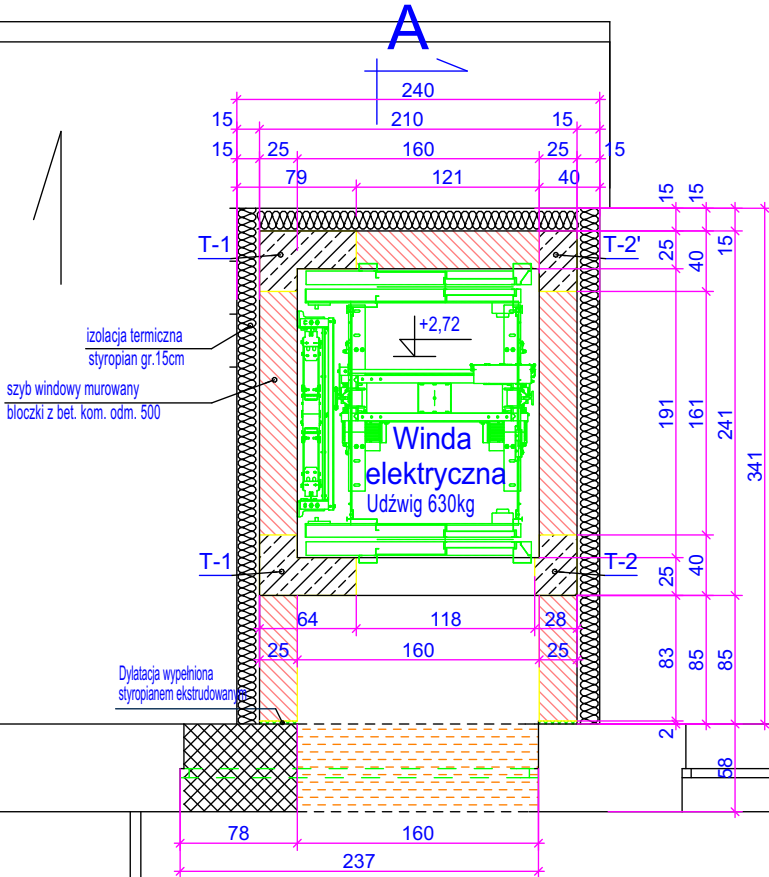 A
240
15 210 15
15 25 160 25 15
79 121 40
15 15
T-1 T-2'
25 40 15
+2,72
izolacja termiczna
styropian gr.15cm
szyb windowy murowany
bloczki z bet. kom. odm. 500
191 161 241 341
Winda
elektryczna
Udźwig 630kg
T-1 T-2
25 40
64 118 28
25 160 25
83 85 85
Dylatacja wypełniona
styropianem ekstrudowanym
2
58
78 160
237